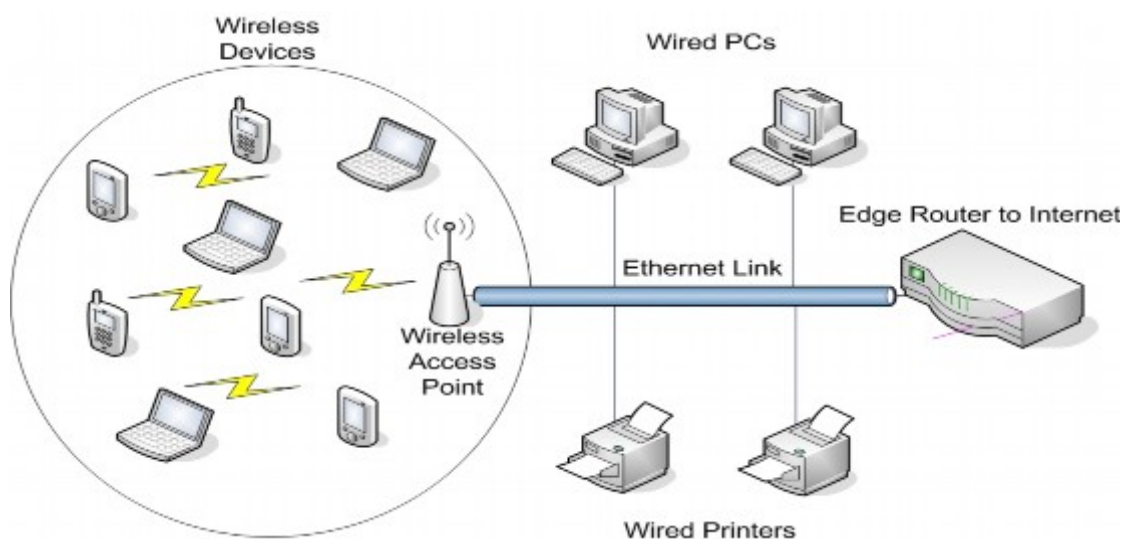 Wireless
Devices
Wired PCs
Edge Router to Internet
Ethernet Link
Wireless
Access
Point
Wired Printers